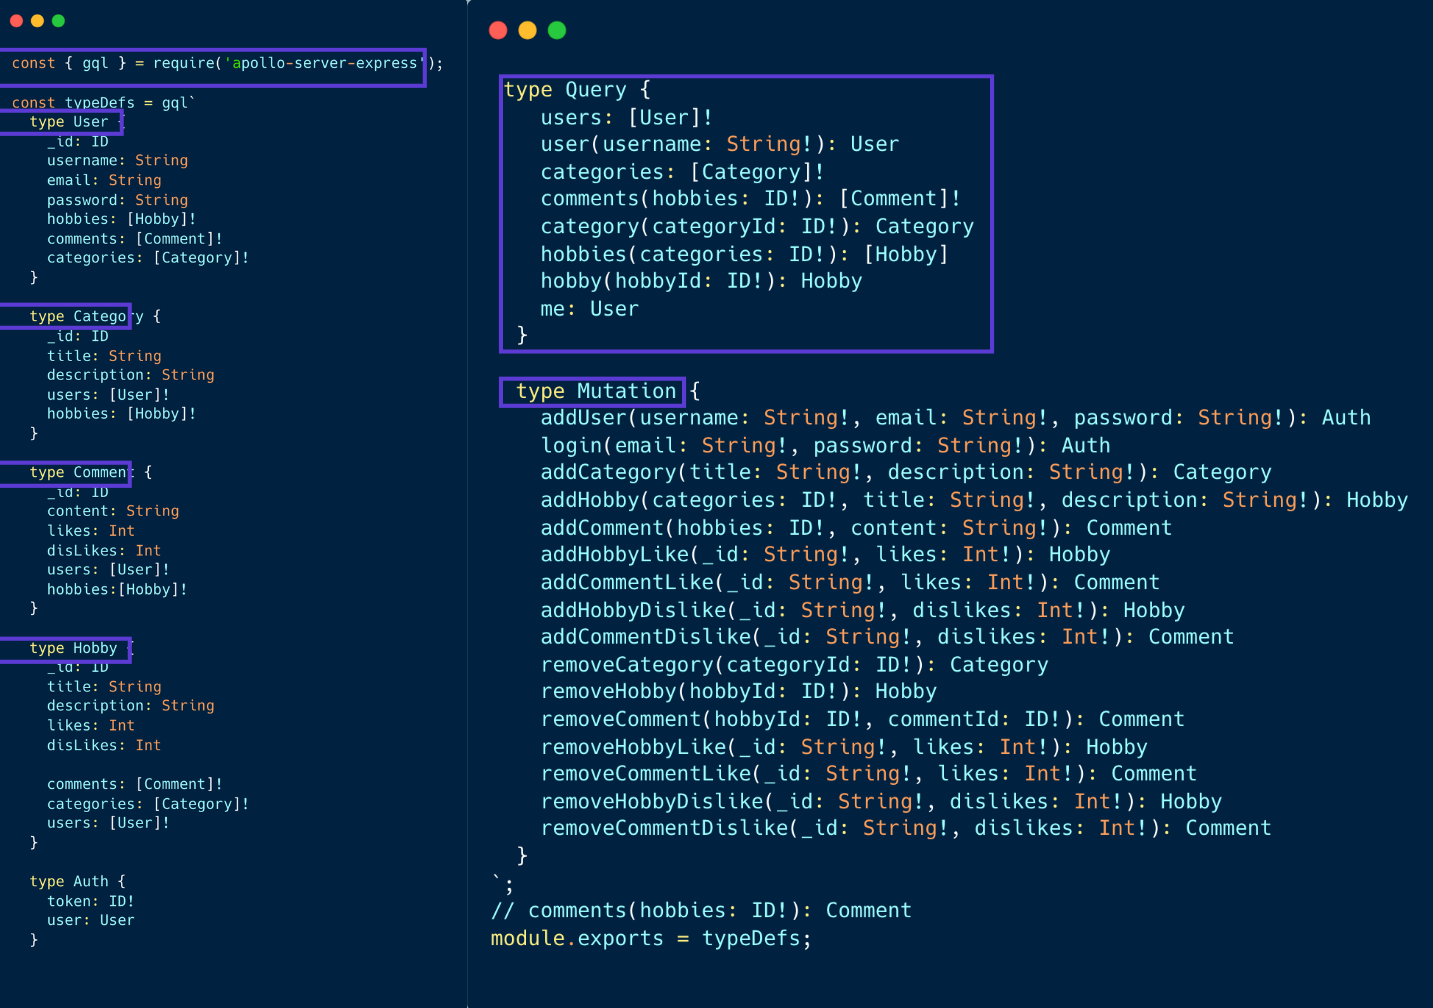 const { gql } = require('apollo-server-express');
const typeDefs = gql`
type User {
_id: ID
username: String
email: String
password: String
hobbies: [Hobby]!
comments: [Comment]!
categories: [Category]!
}
type Category {
_id: ID
title: String
description: String
users: [User]!
hobbies: [Hobby]!
}
type Comment {
_id: ID
content: String
likes: Int
disLikes: Int
users: [User]!
hobbies:[Hobby]!
}
type Hobby {
_id: ID
title: String
description: String
likes: Int
disLikes: Int
comments: [Comment]!
categories: [Category]!
users: [User]!
}
type Auth {
token: ID!
user: User
}
type Query {
users: [User]!
user(username: String!): User
categories: [Category]!
comments(hobbies: ID!): [Comment]!
category(categoryId: ID!): Category
hobbies(categories: ID!): [Hobby]
hobby(hobbyId: ID!): Hobby
me: User
}
type Mutation {
addUser(username: String!, email: String!, password: String!): Auth
login(email: String!, password: String!): Auth
addCategory(title: String!, description: String!): Category
addHobby(categories: ID!, title: String!, description: String!): Hobby
addComment(hobbies: ID!, content: String!): Comment
addHobbyLike(_id: String!, likes: Int!): Hobby
addCommentLike(_id: String!, likes: Int!): Comment
addHobbyDislike(_id: String!, dislikes: Int!): Hobby
addCommentDislike(_id: String!, dislikes: Int!): Comment
removeCategory(categoryId: ID!): Category
removeHobby(hobbyId: ID!): Hobby
removeComment(hobbyId: ID!, commentId: ID!): Comment
removeHobbyLike(_id: String!, likes: Int!): Hobby
removeCommentLike(_id: String!, likes: Int!): Comment
removeHobbyDislike(_id: String!, dislikes: Int!): Hobby
removeCommentDislike(_id: String!, dislikes: Int!): Comment
}
`;
// comments(hobbies: ID!): Comment
module.exports = typeDefs;